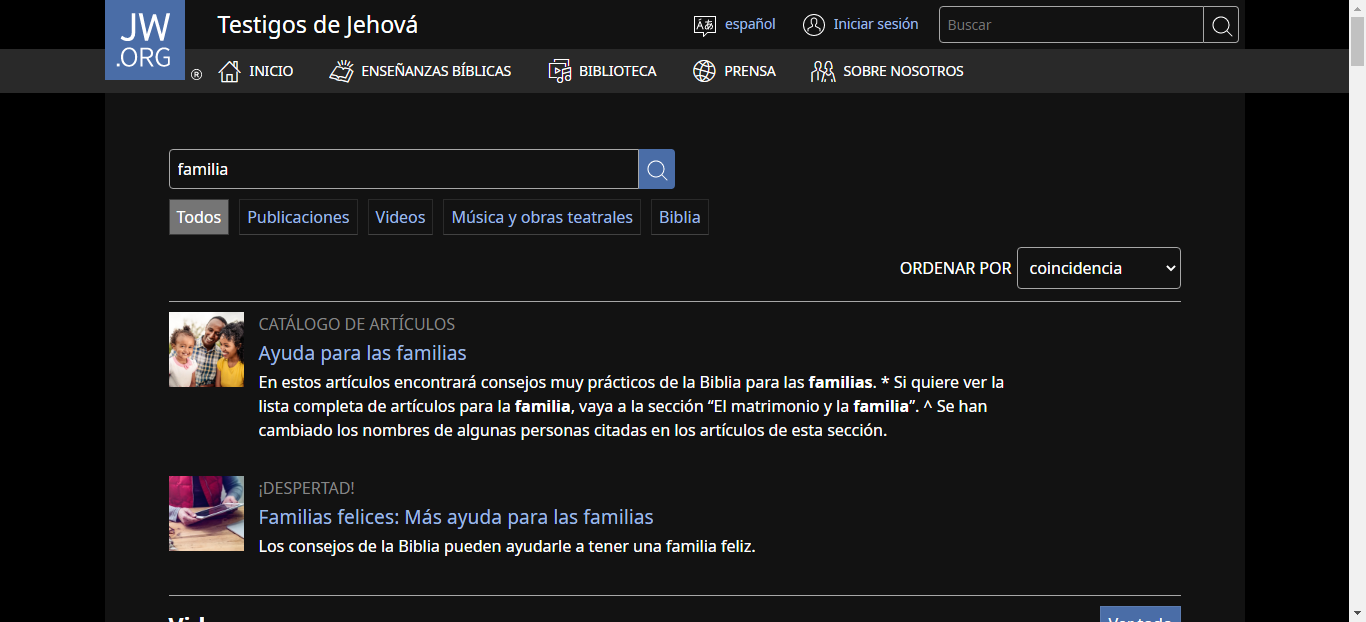 JW
.ORG
®
Testigos de Jehová
español
Iniciar sesión
Buscar
INICIO
ENSEÑANZAS BÍBLICAS
BIBLIOTECA
PRENSA
SOBRE NOSOTROS
familia
Todos
Publicaciones
Videos
Música y obras teatrales
Biblia
ORDENAR POR
coincidencia
CATÁLOGO DE ARTÍCULOS
Ayuda para las familias
En estos artículos encontrará consejos muy prácticos de la Biblia para las familias. * Si quiere ver la
lista completa de artículos para la familia, vaya a la sección “El matrimonio y la familia”. ^ Se han
cambiado los nombres de algunas personas citadas en los artículos de esta sección.
¡DESPERTAD!
Familias felices: Más ayuda para las familias
Los consejos de la Biblia pueden ayudarle a tener una familia feliz.